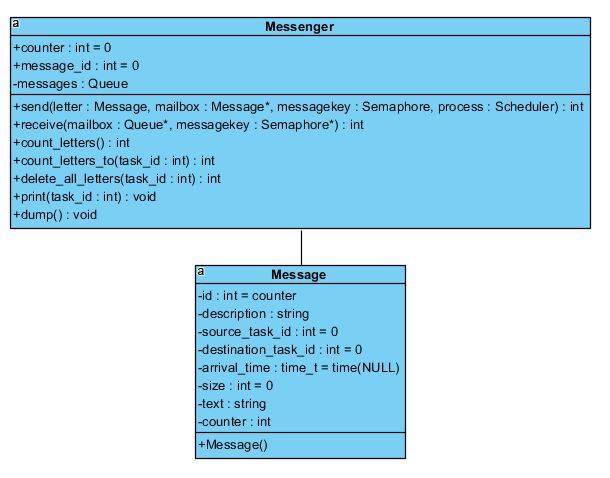 a
Messenger
+counter : int = 0
+message_id : int = 0
-messages : Queue
+send(letter : Message, mailbox : Message*, messagekey : Semaphore, process : Scheduler) : int
+receive(mailbox : Queue*, messagekey : Semaphore*) : int
+count_letters() : int
+count_letters_to(task_id : int) : int
+delete_all_letters(task_id : int) : int
+print(task_id : int) : void
+dump() : void
a
Message
-id : int = counter
-description : string
-source_task_id : int = 0
-destination_task_id : int = 0
-arrival_time : time_t = time(NULL)
-size : int = 0
-text : string
-counter : int
+Message()